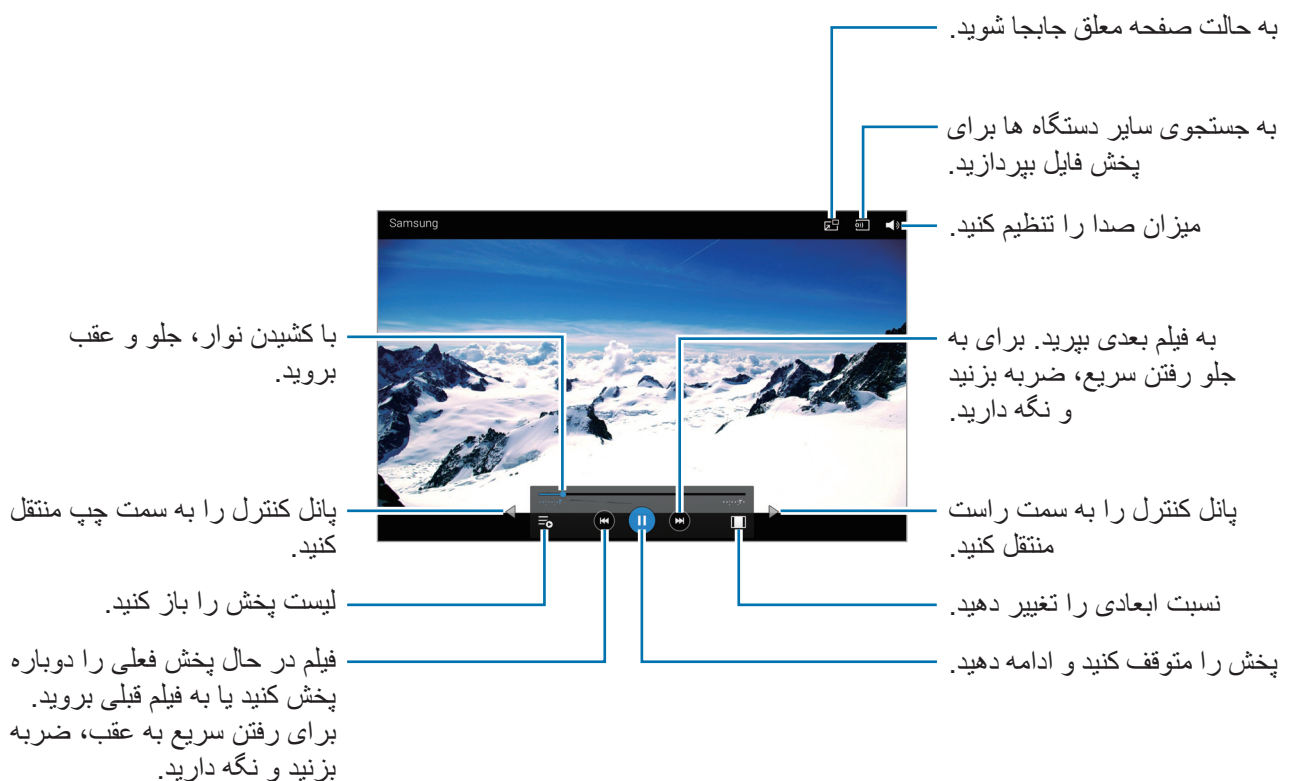 به حالت صفحه معلق جابجا شوید.
به جستجوی سایر دستگاه ها برای
پخش فایل بپردازید.
Samsung
میزان صدا را تنظیم کنید.
به فیلم بعدی بپرید. برای به
جلو رفتن سریع، ضربه بزنید
و نگه دارید.
با کشیدن نوار، جلو و عقب
بروید.
پانل کنترل را به سمت راست
منتقل کنید.
پانل کنترل را به سمت چپ منتقل
کنید.
نسبت ابعادی را تغییر دهید.
لیست پخش را باز کنید.
پخش را متوقف کنید و ادامه دهید.
فیلم در حال پخش فعلی را دوباره
پخش کنید یا به فیلم قبلی بروید.
برای رفتن سریع به عقب، ضربه
بزنید و نگه دارید.